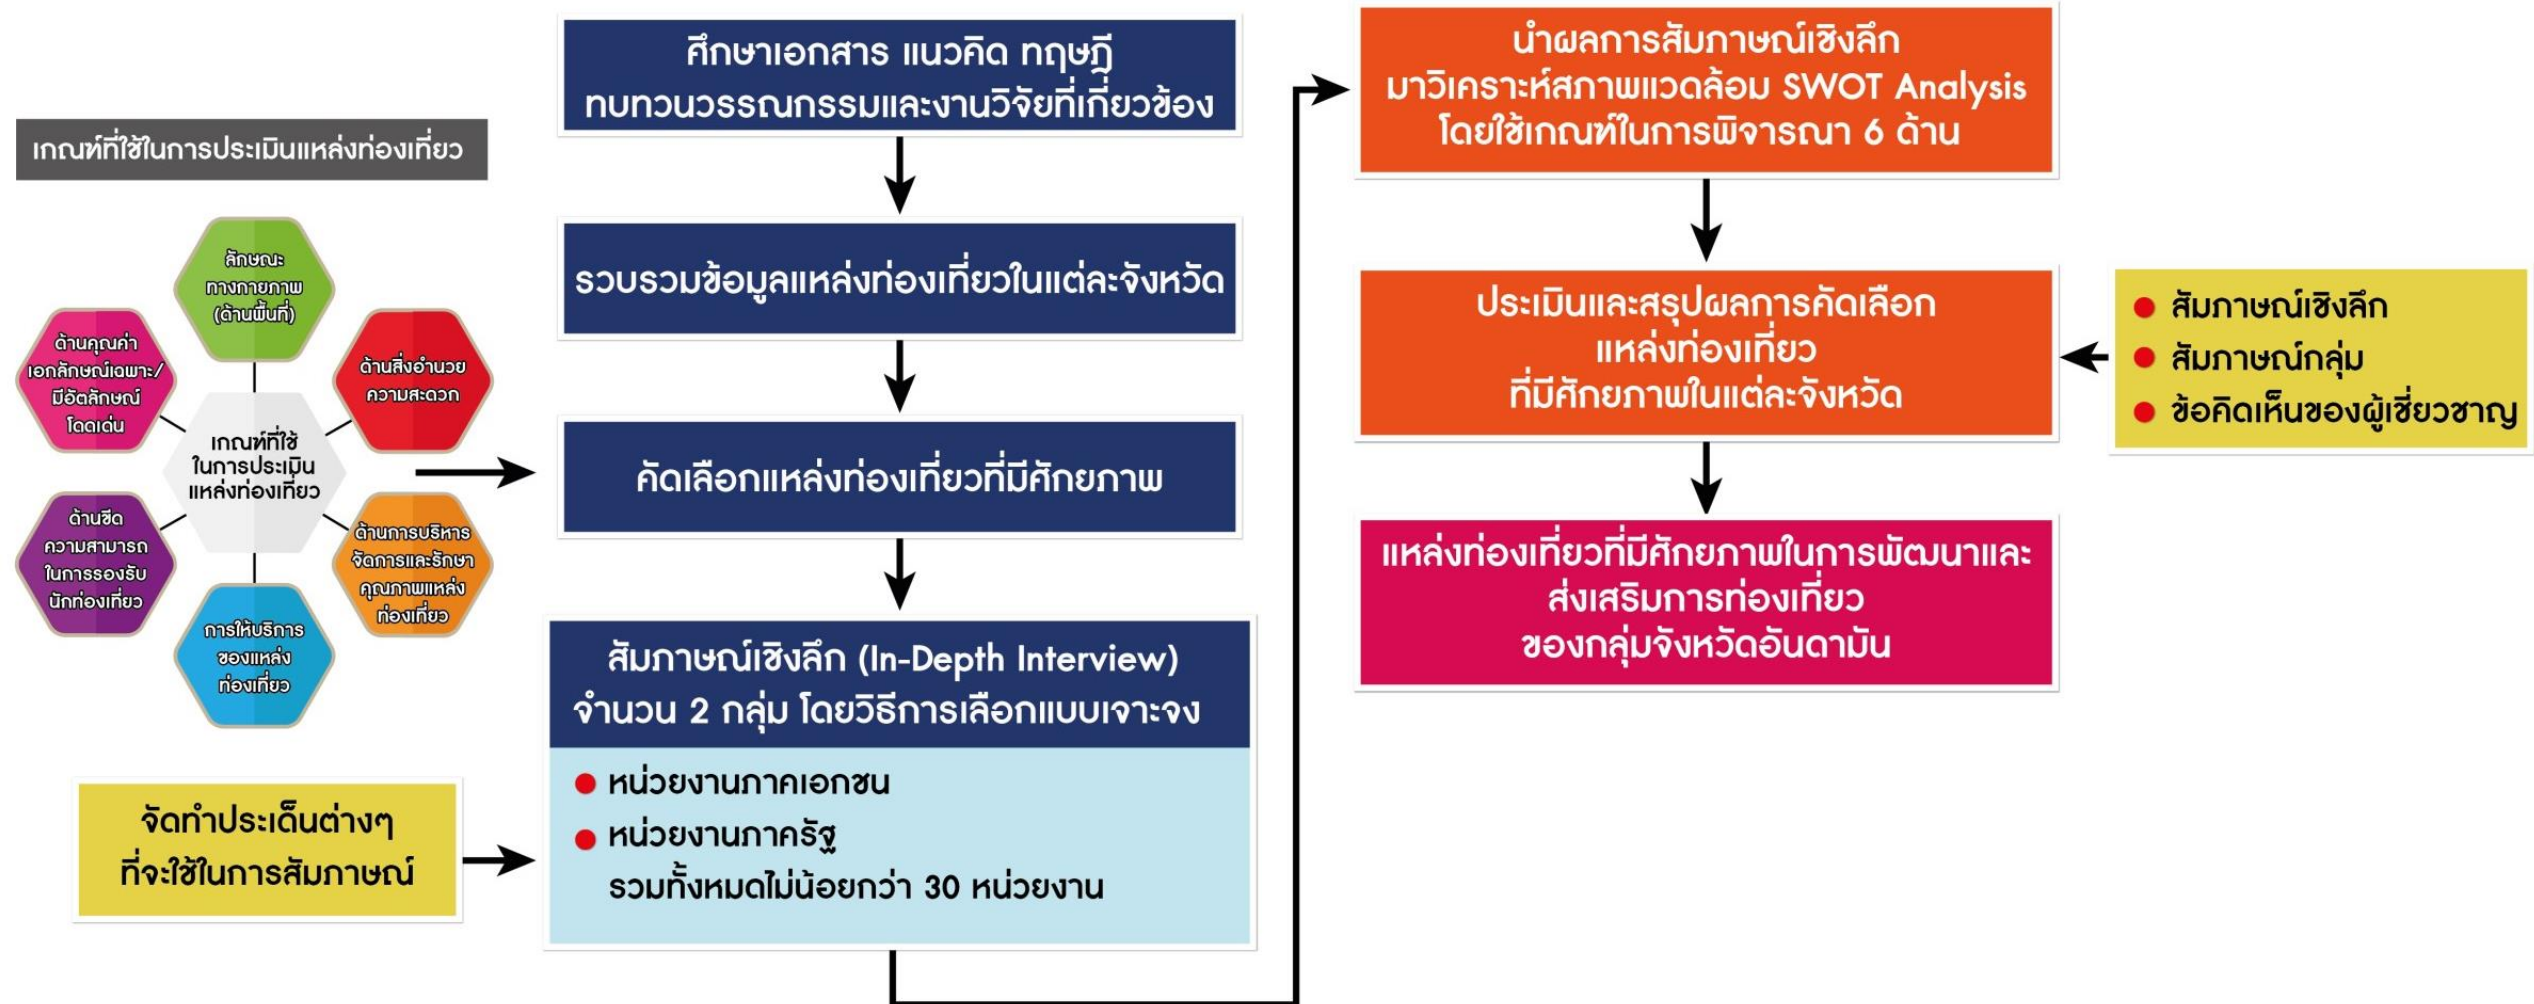 เกณฑ์ที่ใช้ในการประเมินแหล่งท่องเที่ยว
ลักษณะ
ทางกายภาพ
(ด้านพื้นที่)
ด้านคุณค่า
เอกลักษณ์เฉพาะ/
มีอัตลักษณ์
โดดเด่น
ด้านสิ่งอำนวย
ความสะดวก
เกณฑ์ที่ใช้
ในการประเมิน
แหล่งท่องเที่ยว
ด้านขีด
ความสามารถ
ในการรองรับ
นักท่องเที่ยว
ด้านการบริหาร
จัดการและรักษา
คุณภาพแหล่ง
ท่องเที่ยว
การให้บริการ
ของแหล่ง
ท่องเที่ยว
จัดทำประเด็นต่างๆ
ที่จะใช้ในการสัมภาษณ์
ศึกษาเอกสาร แนวคิด ทฤษฎี
ทบทวนวรรณกรรมและงานวิจัยที่เกี่ยวข้อง
รวบรวมข้อมูลแหล่งท่องเที่ยวในแต่ละจังหวัด
คัดเลือกแหล่งท่องเที่ยวที่มีศักยภาพ
สัมภาษณ์เชิงลึก (In-Depth Interview)
จำนวน 2 กลุ่ม โดยวิธีการเลือกแบบเจาะจง
● หน่วยงานภาคเอกชน
● หน่วยงานภาครัฐ
รวมทั้งหมดไม่น้อยกว่า 30 หน่วยงาน
นำผลการสัมภาษณ์เชิงลึก
มาวิเคราะห์สภาพแวดล้อม SWOT Analysis
โดยใช้เกณฑ์ในการพิจารณา 6 ด้าน
ประเมินและสรุปผลการคัดเลือก
แหล่งท่องเที่ยว
ที่มีศักยภาพในแต่ละจังหวัด
● สัมภาษณ์เชิงลึก
● สัมภาษณ์กลุ่ม
● ข้อคิดเห็นของผู้เชี่ยวชาญ
แหล่งท่องเที่ยวที่มีศักยภาพในการพัฒนาและ
ส่งเสริมการท่องเที่ยว
ของกลุ่มจังหวัดอันดามัน